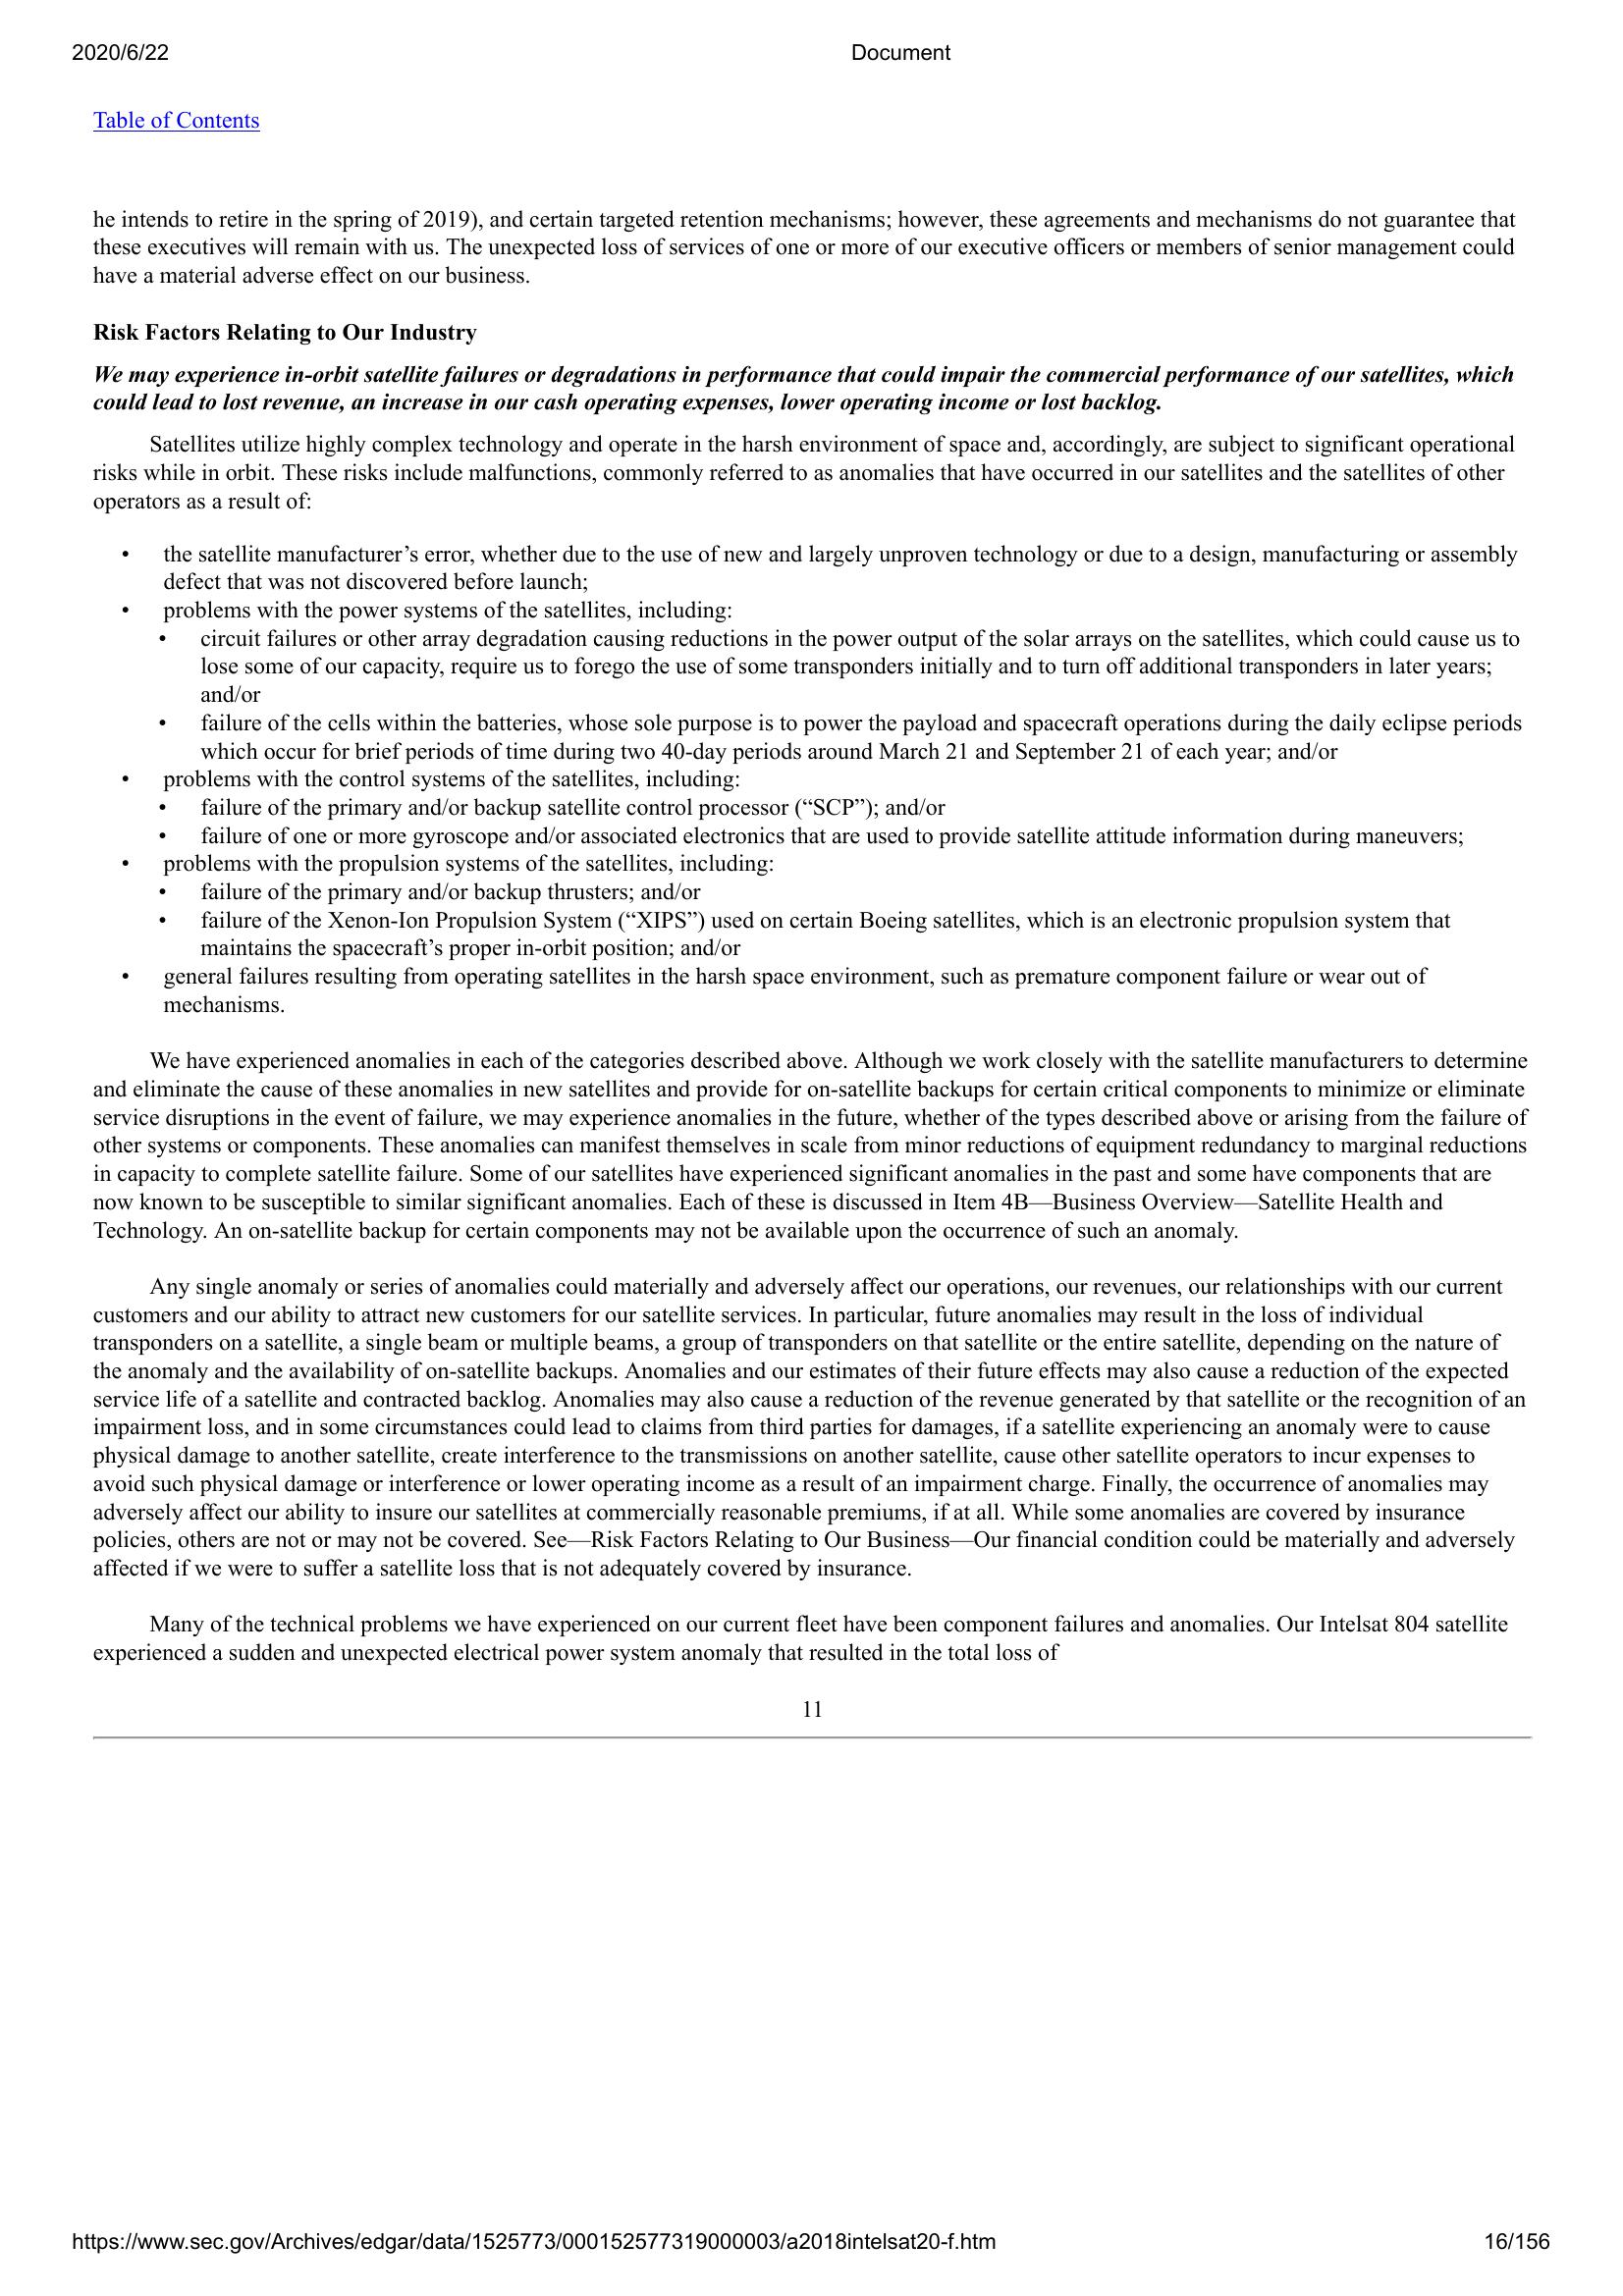 2020/6/22 Document
Table of Contents
he intends to retire in the spring of 2019), and certain targeted retention mechanisms; however, these agreements and mechanisms do not guarantee that
these executives will remain with us. The unexpected loss of services of one or more of our executive officers or members of senior management could
have a material adverse effect on our business.
Risk Factors Relating to Our Industry
We may experience in-orbit satellite failures or degradations in performance that could impair the commercial performance of our satellites, which
could lead to lost revenue, an increase in our cash operating expenses, lower operating income or lost backlog.
Satellites utilize highly complex technology and operate in the harsh environment of space and, accordingly, are subject to significant operational
risks while in orbit. These risks include malfunctions, commonly referred to as anomalies that have occurred in our satellites and the satellites of other
operators as a result of:
• the satellite manufacturer’s error, whether due to the use of new and largely unproven technology or due to a design, manufacturing or assembly
defect that was not discovered before launch;
• problems with the power systems of the satellites, including:
• circuit failures or other array degradation causing reductions in the power output of the solar arrays on the satellites, which could cause us to
lose some of our capacity, require us to forego the use of some transponders initially and to turn off additional transponders in later years;
and/or
• failure of the cells within the batteries, whose sole purpose is to power the payload and spacecraft operations during the daily eclipse periods
which occur for brief periods of time during two 40-day periods around March 21 and September 21 of each year; and/or
• problems with the control systems of the satellites, including:
• failure of the primary and/or backup satellite control processor (“SCP”); and/or
• failure of one or more gyroscope and/or associated electronics that are used to provide satellite attitude information during maneuvers;
• problems with the propulsion systems of the satellites, including:
• failure of the primary and/or backup thrusters; and/or
• failure of the Xenon-Ion Propulsion System (“XIPS”) used on certain Boeing satellites, which is an electronic propulsion system that
maintains the spacecraft’s proper in-orbit position; and/or
• general failures resulting from operating satellites in the harsh space environment, such as premature component failure or wear out of
mechanisms.
We have experienced anomalies in each of the categories described above. Although we work closely with the satellite manufacturers to determine
and eliminate the cause of these anomalies in new satellites and provide for on-satellite backups for certain critical components to minimize or eliminate
service disruptions in the event of failure, we may experience anomalies in the future, whether of the types described above or arising from the failure of
other systems or components. These anomalies can manifest themselves in scale from minor reductions of equipment redundancy to marginal reductions
in capacity to complete satellite failure. Some of our satellites have experienced significant anomalies in the past and some have components that are
now known to be susceptible to similar significant anomalies. Each of these is discussed in Item 4B—Business Overview—Satellite Health and
Technology. An on-satellite backup for certain components may not be available upon the occurrence of such an anomaly.
Any single anomaly or series of anomalies could materially and adversely affect our operations, our revenues, our relationships with our current
customers and our ability to attract new customers for our satellite services. In particular, future anomalies may result in the loss of individual
transponders on a satellite, a single beam or multiple beams, a group of transponders on that satellite or the entire satellite, depending on the nature of
the anomaly and the availability of on-satellite backups. Anomalies and our estimates of their future effects may also cause a reduction of the expected
service life of a satellite and contracted backlog. Anomalies may also cause a reduction of the revenue generated by that satellite or the recognition of an
impairment loss, and in some circumstances could lead to claims from third parties for damages, if a satellite experiencing an anomaly were to cause
physical damage to another satellite, create interference to the transmissions on another satellite, cause other satellite operators to incur expenses to
avoid such physical damage or interference or lower operating income as a result of an impairment charge. Finally, the occurrence of anomalies may
adversely affect our ability to insure our satellites at commercially reasonable premiums, if at all. While some anomalies are covered by insurance
policies, others are not or may not be covered. See—Risk Factors Relating to Our Business—Our financial condition could be materially and adversely
affected if we were to suffer a satellite loss that is not adequately covered by insurance.
Many of the technical problems we have experienced on our current fleet have been component failures and anomalies. Our Intelsat 804 satellite
experienced a sudden and unexpected electrical power system anomaly that resulted in the total loss of
11
https://www.sec.gov/Archives/edgar/data/1525773/000152577319000003/a2018intelsat20-f.htm 16/156